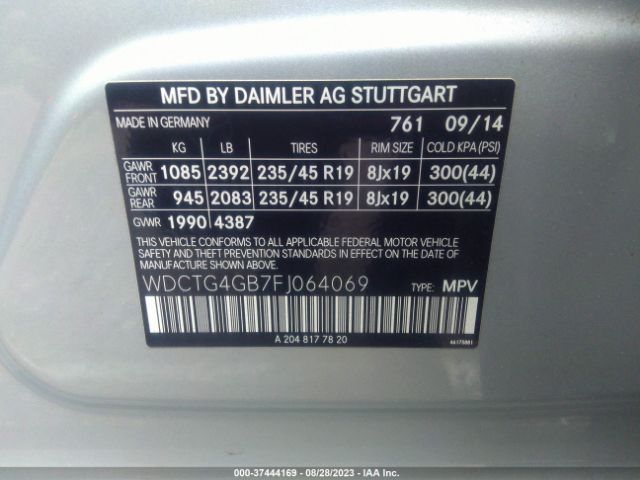 MFD BY DAIMLER AG STUTTGART
MADE IN GERMANY 761 09/14
KG LB TIRES RIM SIZE COLD KPA (PSI)
GAWR FRONT 1085 2392 235/45 R19 8Jx19 300(44)
GAWR REAR 945 2083 235/45 R19 8Jx19 300(44)
GVWR 1990 4387
THIS VEHICLE CONFORMS TO ALL APPLICABLE FEDERAL MOTOR VEHICLE
SAFETY AND THEFT PREVENTION STANDARDS IN EFFECT ON THE DATE
OF MANUFACTURE SHOWN ABOVE.
WDCTG4GB7FJ064069 TYPE: MPV
A 204 817 78 20 46175001
000-37444169 | 08/28/2023 - IAA Inc.